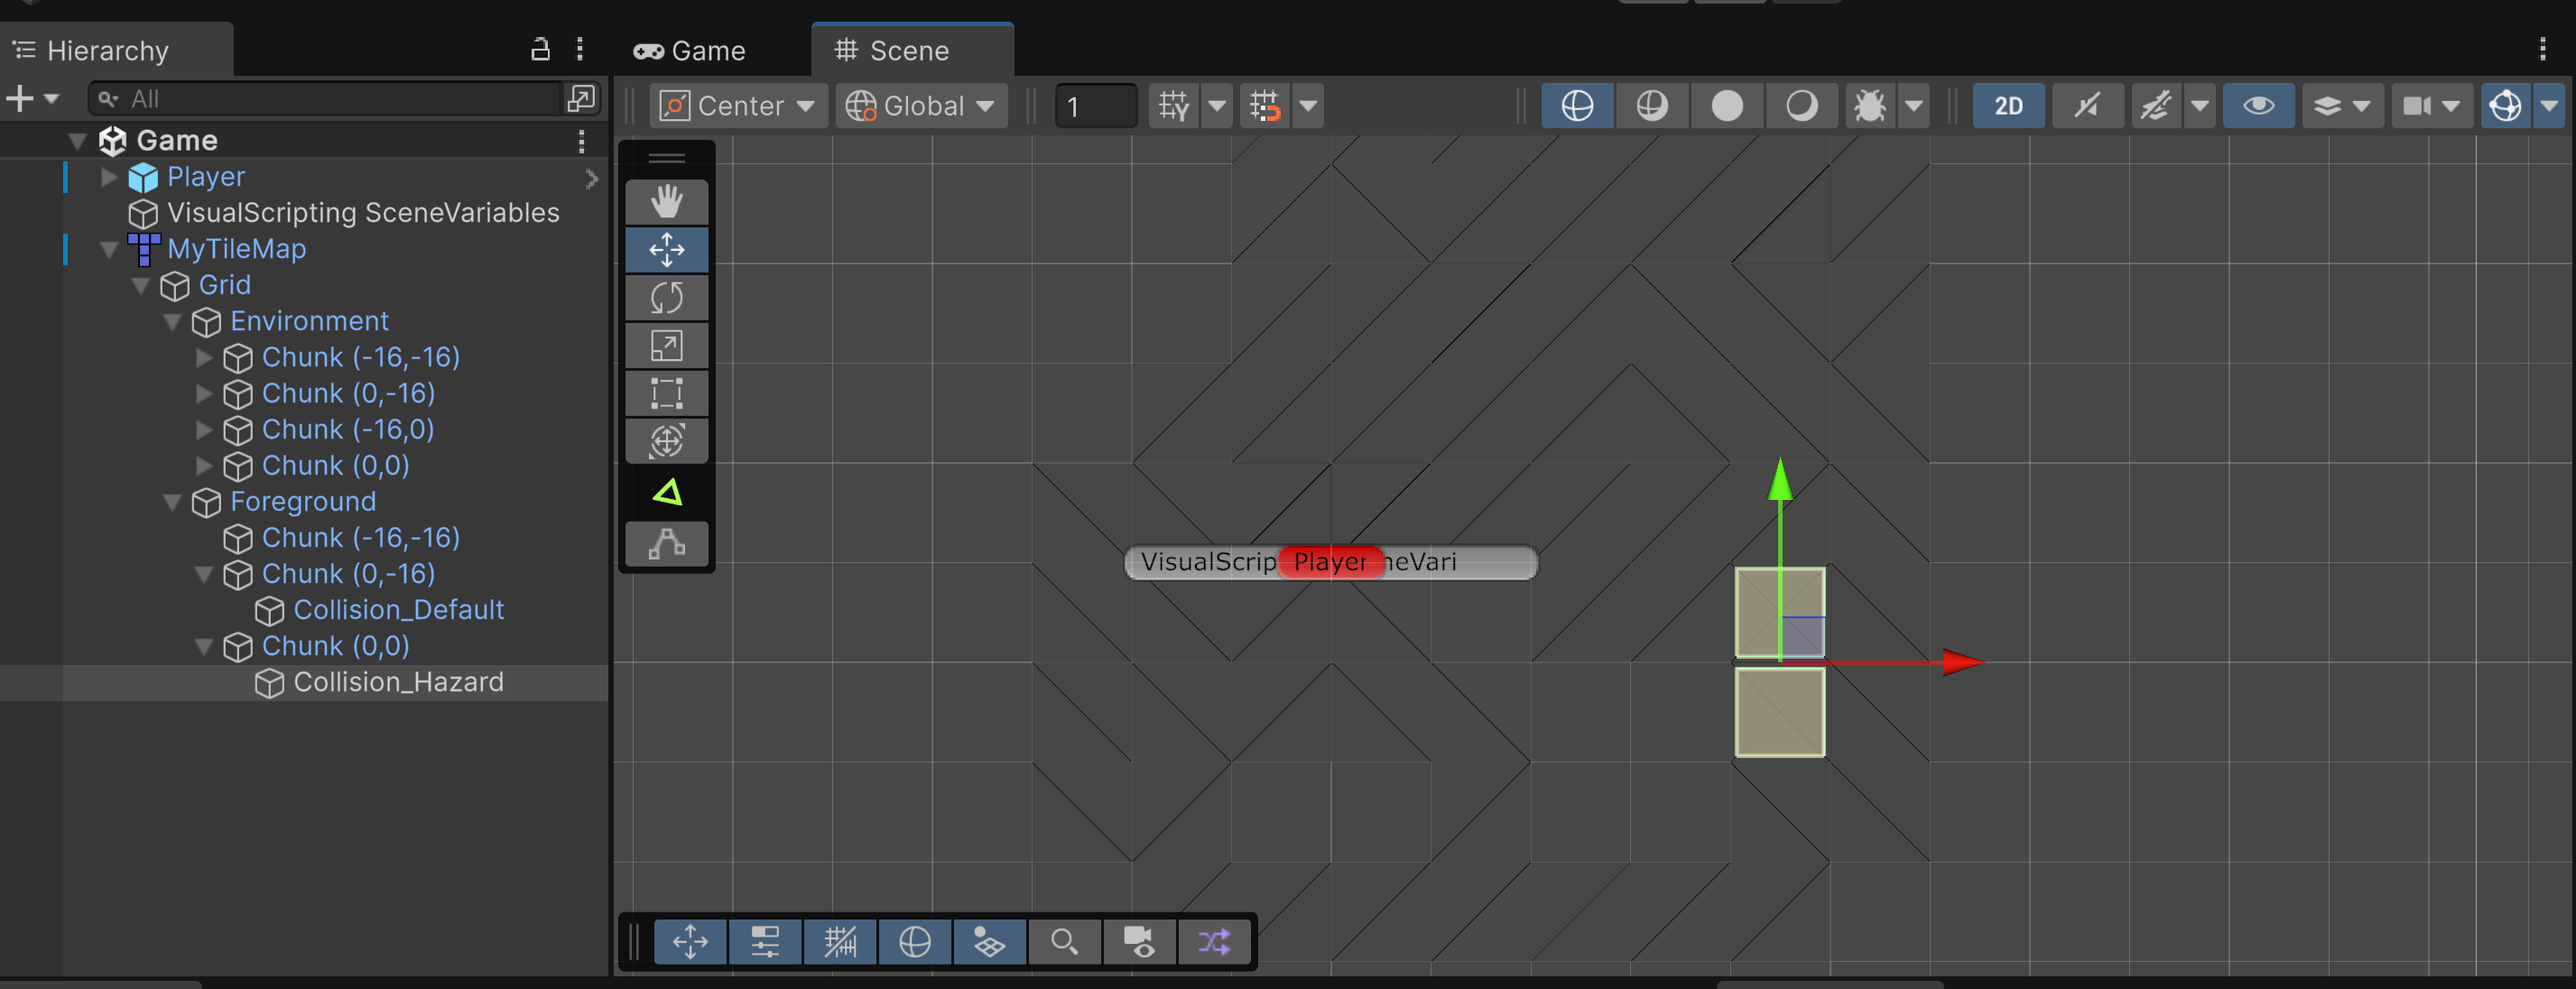 Hierarchy
All
Game
Player
VisualScripting SceneVariables
MyTileMap
Grid
Environment
Chunk (-16,-16)
Chunk (0,-16)
Chunk (-16,0)
Chunk (0,0)
Foreground
Chunk (-16,-16)
Chunk (0,-16)
Collision_Default
Chunk (0,0)
Collision_Hazard
Game Scene
Center Global 1 2D
VisualScrip Player neVari